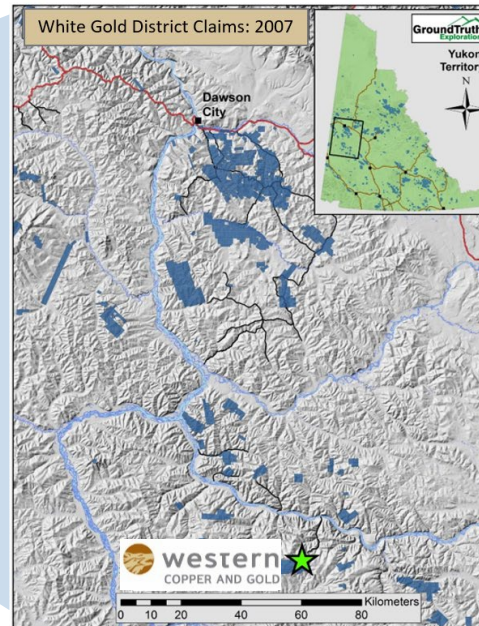 White Gold District Claims: 2007
GroundTruth
Exploration
Yukon
Territory
N
Dawson
City
western
COPPER AND GOLD
Kilometers
0 5 10 20 40 60 80